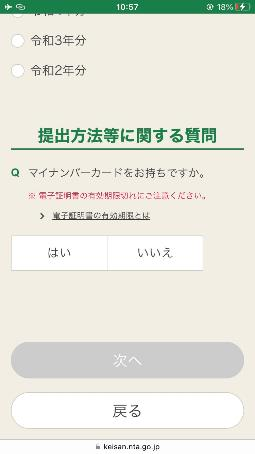 10:57
18%
令和3年分
令和2年分
提出方法等に関する質問
Q マイナンバーカードをお持ちですか。
※ 電子証明書の有効期限切れにご注意ください。
電子証明書の有効期限とは
はい いいえ
次へ
戻る
keisan.nta.go.jp